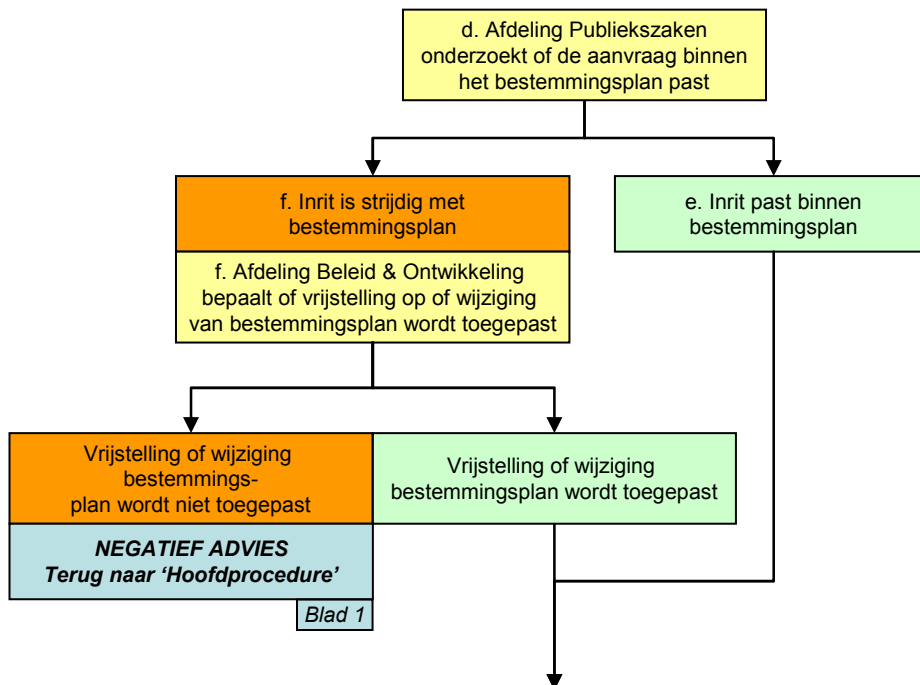 d. Afdeling Publiekszaken
onderzoekt of de aanvraag binnen
het bestemmingsplan past
f. Inrit is strijdig met
bestemmingsplan
e. Inrit past binnen
bestemmingsplan
f. Afdeling Beleid & Ontwikkeling
bepaalt of vrijstelling op of wijziging
van bestemmingsplan wordt toegepast
Vrijstelling of wijziging
bestemmings-
plan wordt niet toegepast
Vrijstelling of wijziging
bestemmingsplan wordt toegepast
NEGATIEF ADVIES
Terug naar ‘Hoofdprocedure’
Blad 1